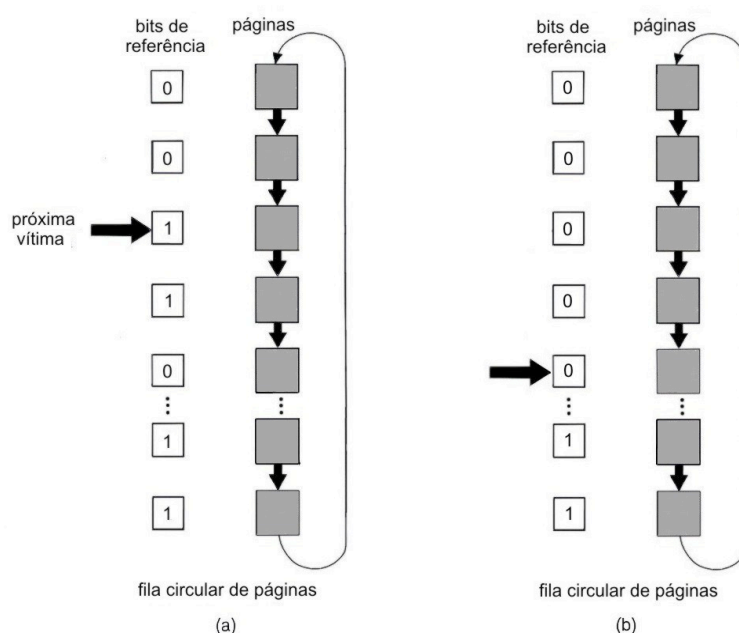 bits de
referência
páginas
0
0
próxima
vítima
1
1
0
1
1
fila circular de páginas
(a)
bits de
referência
páginas
0
0
0
0
0
1
1
fila circular de páginas
(b)